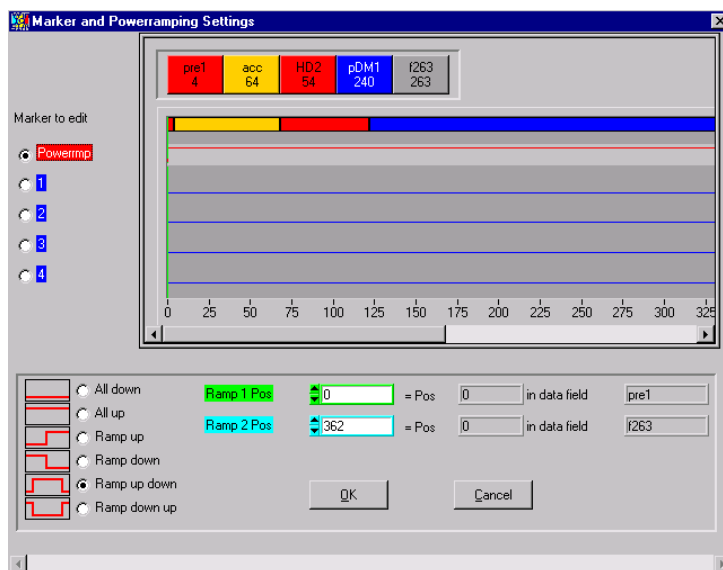 Marker and Powerramping Settings
pre1 acc HD2 pDM1 f263
4 64 54 240 263
Marker to edit
Powerrmp
1
2
3
4
0 25 50 75 100 125 150 175 200 225 250 275 300 325
All down
All up
Ramp up
Ramp down
Ramp up down
Ramp down up
Ramp 1 Pos 0 = Pos 0 in data field pre1
Ramp 2 Pos 362 = Pos 0 in data field f263
OK Cancel